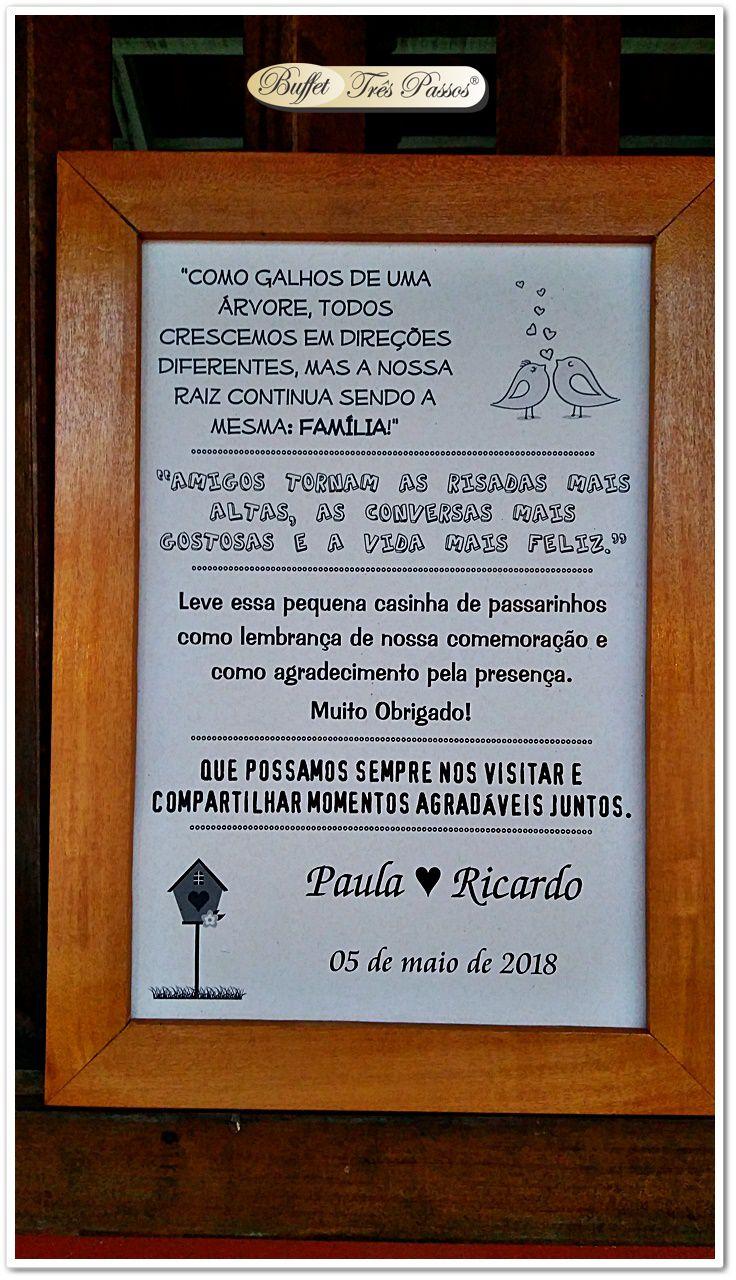 Buffet Três Passos®
"COMO GALHOS DE UMA
ÁRVORE, TODOS
CRESCEMOS EM DIREÇÕES
DIFERENTES, MAS A NOSSA
RAIZ CONTINUA SENDO A
MESMA: FAMÍLIA!"
"AMIGOS TORNAM AS RISADAS MAIS
ALTAS, AS CONVERSAS MAIS
GOSTOSAS E A VIDA MAIS FELIZ."
Leve essa pequena casinha de passarinhos
como lembrança de nossa comemoração e
como agradecimento pela presença.
Muito Obrigado!
QUE POSSAMOS SEMPRE NOS VISITAR E
COMPARTILHAR MOMENTOS AGRADÁVEIS JUNTOS.
Paula ♥ Ricardo
05 de maio de 2018